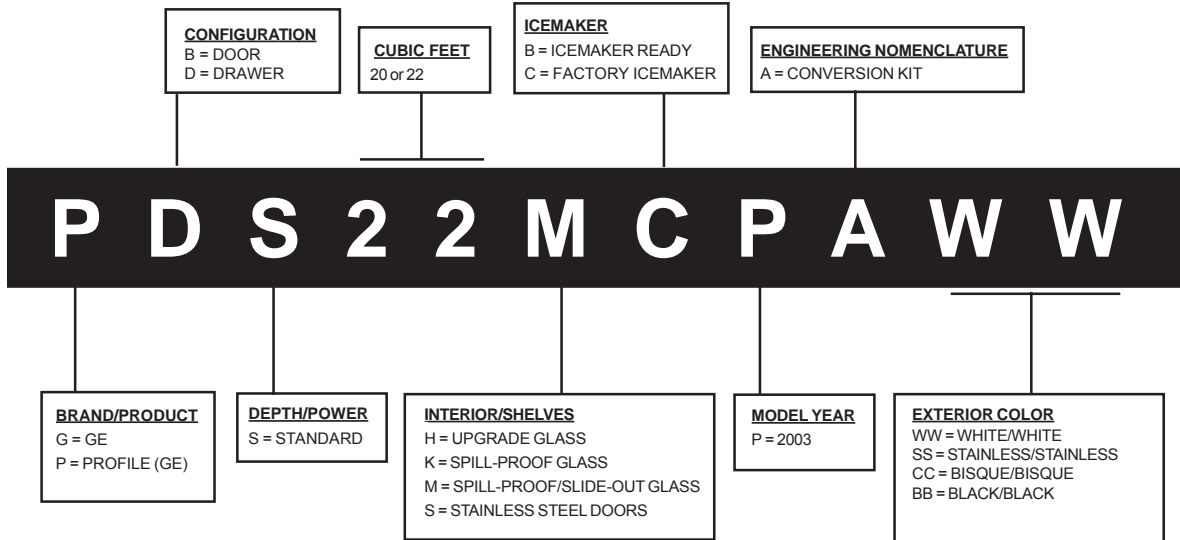 CONFIGURATION
B = DOOR
D = DRAWER
CUBIC FEET
20 or 22
ICEMAKER
B = ICEMAKER READY
C = FACTORY ICEMAKER
ENGINEERING NOMENCLATURE
A = CONVERSION KIT
P D S 2 2 M C P A W W
BRAND/PRODUCT
G = GE
P = PROFILE (GE)
DEPTH/POWER
S = STANDARD
INTERIOR/SHELVES
H = UPGRADE GLASS
K = SPILL-PROOF GLASS
M = SPILL-PROOF/SLIDE-OUT GLASS
S = STAINLESS STEEL DOORS
MODEL YEAR
P = 2003
EXTERIOR COLOR
WW = WHITE/WHITE
SS = STAINLESS/STAINLESS
CC = BISQUE/BISQUE
BB = BLACK/BLACK